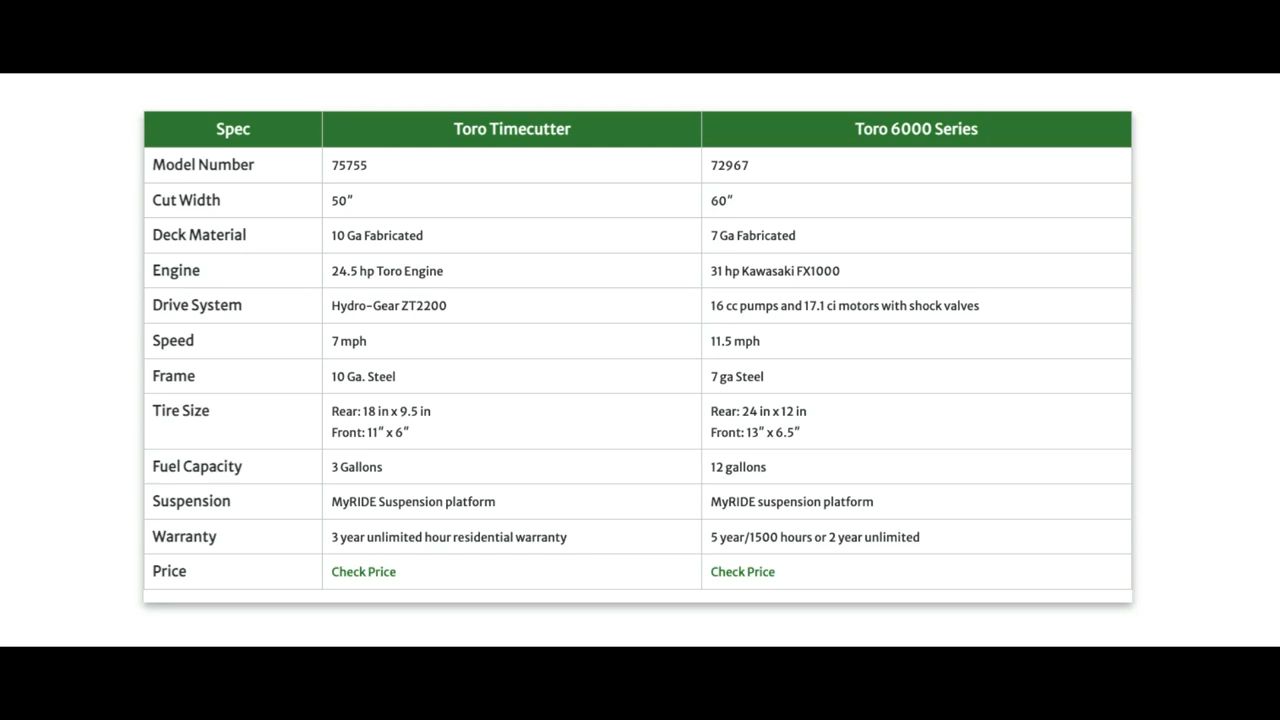 Spec Toro Timecutter Toro 6000 Series
Model Number 75755 72967
Cut Width 50″ 60″
Deck Material 10 Ga Fabricated 7 Ga Fabricated
Engine 24.5 hp Toro Engine 31 hp Kawasaki FX1000
Drive System Hydro-Gear ZT2200 16 cc pumps and 17.1 ci motors with shock valves
Speed 7 mph 11.5 mph
Frame 10 Ga. Steel 7 ga Steel
Tire Size Rear: 18 in x 9.5 in Rear: 24 in x 12 in
Front: 11″ x 6″ Front: 13″ x 6.5″
Fuel Capacity 3 Gallons 12 gallons
Suspension MyRIDE Suspension platform MyRIDE suspension platform
Warranty 3 year unlimited hour residential warranty 5 year/1500 hours or 2 year unlimited
Price Check Price Check Price